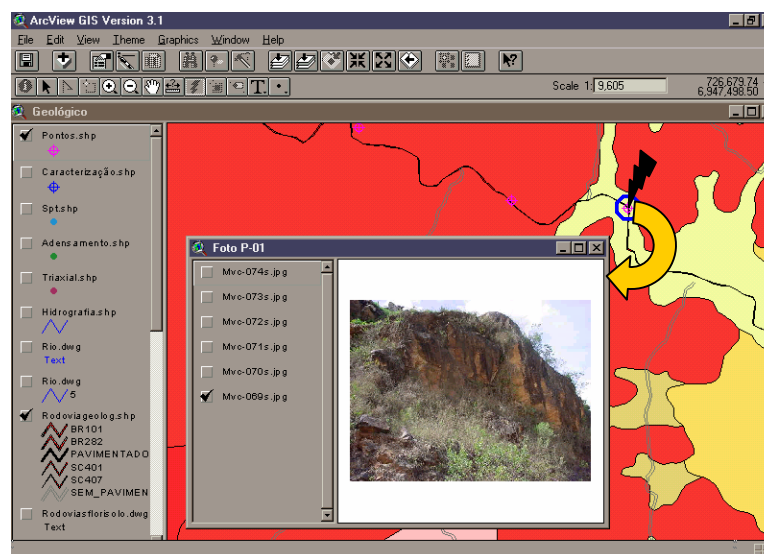 ArcView GIS Version 3.1
File Edit View Theme Graphics Window Help
Scale 1: 9,605
726,679.74
6,947,498.50
Geológico
Pontos.shp
Caracterização.shp
Spt.shp
Adensamento.shp
Triaxial.shp
Hidrografia.shp
Rio.dwg
Text
Rio.dwg
5
Rodoviageolog.shp
BR101
BR282
PAVIMENTADO
SC401
SC407
SEM_PAVIMEN
Rodoviasflorisolo.dwg
Text
Foto P-01
Mvc-074s.jpg
Mvc-073s.jpg
Mvc-072s.jpg
Mvc-071s.jpg
Mvc-070s.jpg
Mvc-069s.jpg